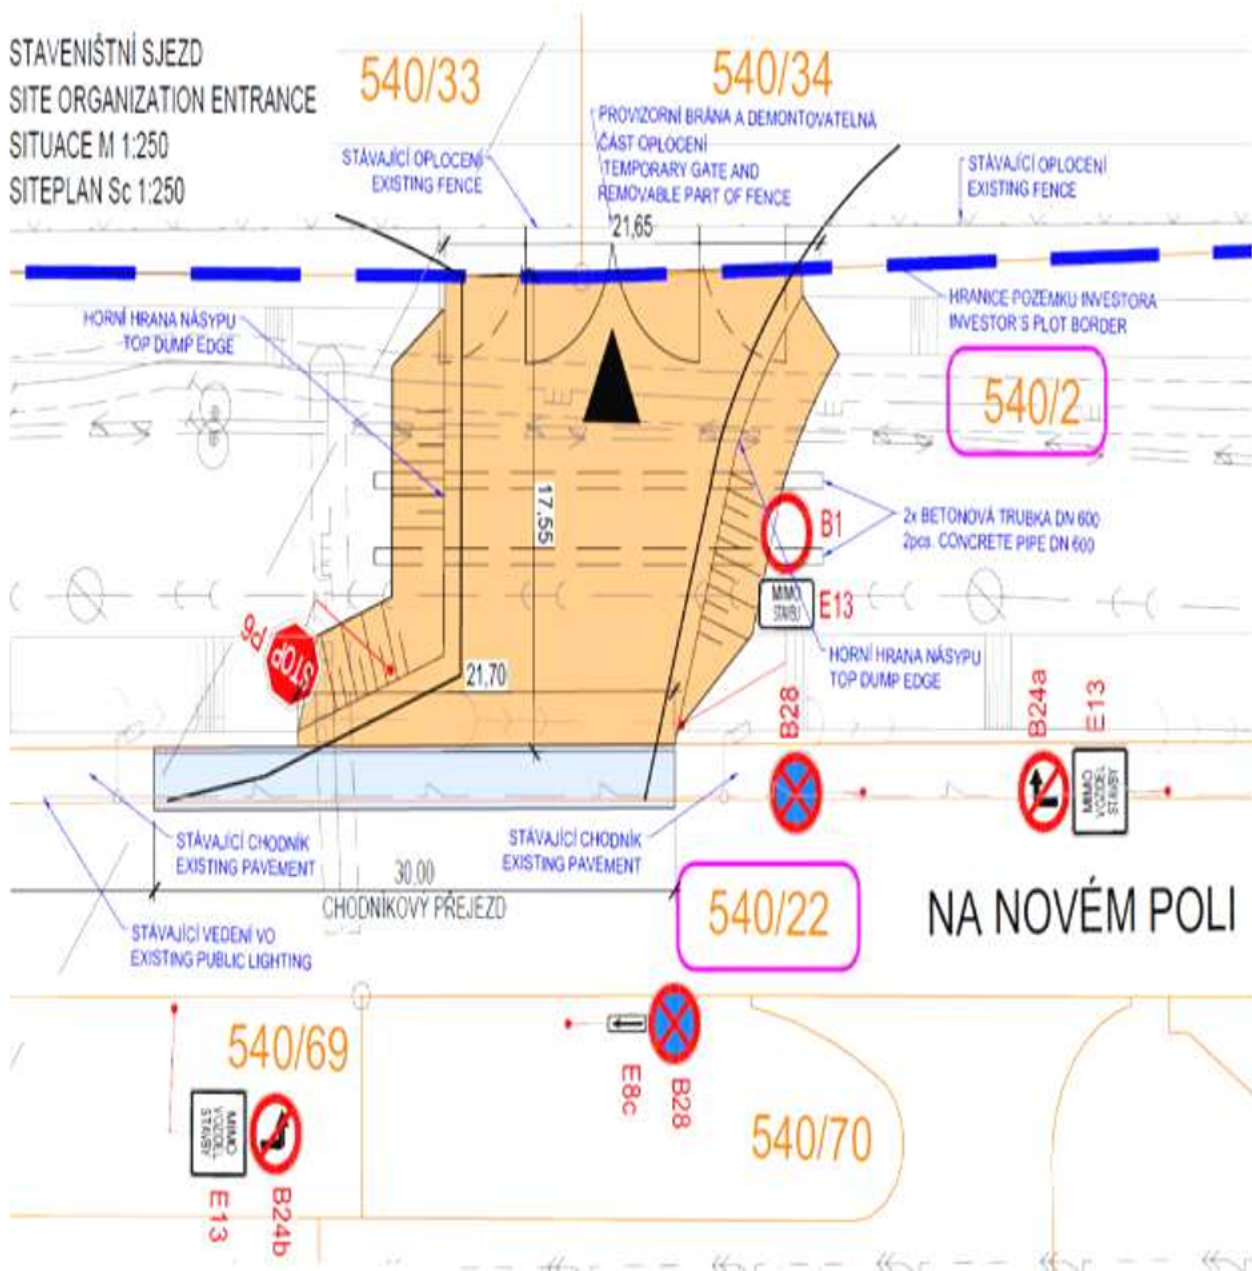 STAVENIŠTNÍ SJEZD
SITE ORGANIZATION ENTRANCE
SITUACE M 1:250
SITEPLAN Sc 1:250
540/33
540/34
PROVIZORNÍ BRÁNA A DEMONTOVATELNÁ
ČÁST OPLOCENÍ
TEMPORARY GATE AND
REMOVABLE PART OF FENCE
STÁVAJÍCÍ OPLOCENÍ
EXISTING FENCE
STÁVAJÍCÍ OPLOCENÍ
EXISTING FENCE
21,65
HRANICE POZEMKU INVESTORA
INVESTOR'S PLOT BORDER
HORNÍ HRANA NÁSYPU
TOP DUMP EDGE
540/2
17,55
B1
2x BETONOVÁ TRUBKA DN 600
2pcs. CONCRETE PIPE DN 600
MIMO
STAVBU
E13
P6
STOP
21,70
HORNÍ HRANA NÁSYPU
TOP DUMP EDGE
B28
B24a
E13
MIMO
VOZIDEL
STAVBY
STÁVAJÍCÍ CHODNÍK
EXISTING PAVEMENT
STÁVAJÍCÍ CHODNÍK
EXISTING PAVEMENT
30,00
CHODNÍKOVÝ PŘEJEZD
540/22
NA NOVÉM POLI
STÁVAJÍCÍ VEDENÍ VO
EXISTING PUBLIC LIGHTING
540/69
E8c
B28
540/70
MIMO
VOZIDEL
STAVBY
E13
B24b